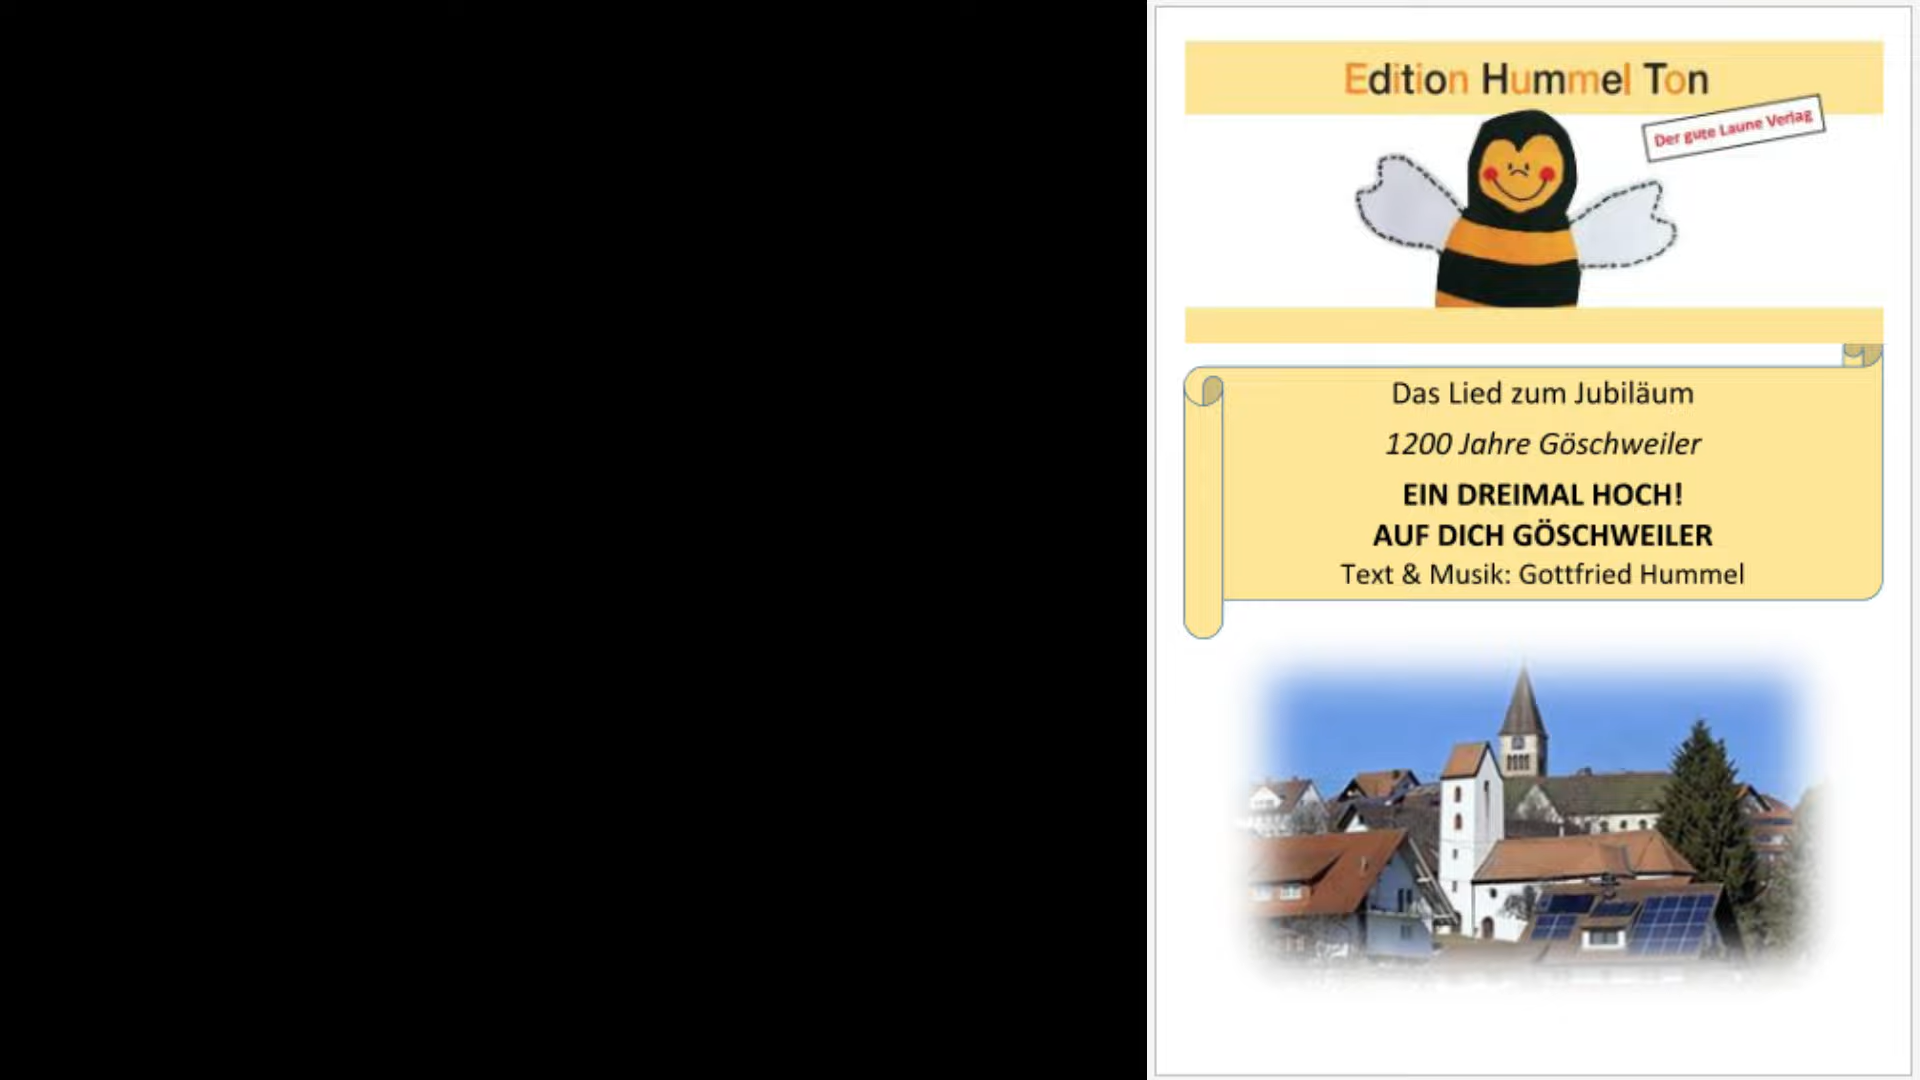 Edition Hummel Ton
Der gute Laune Verlag
Das Lied zum Jubiläum
1200 Jahre Göschweiler
EIN DREIMAL HOCH!
AUF DICH GÖSCHWEILER
Text & Musik: Gottfried Hummel